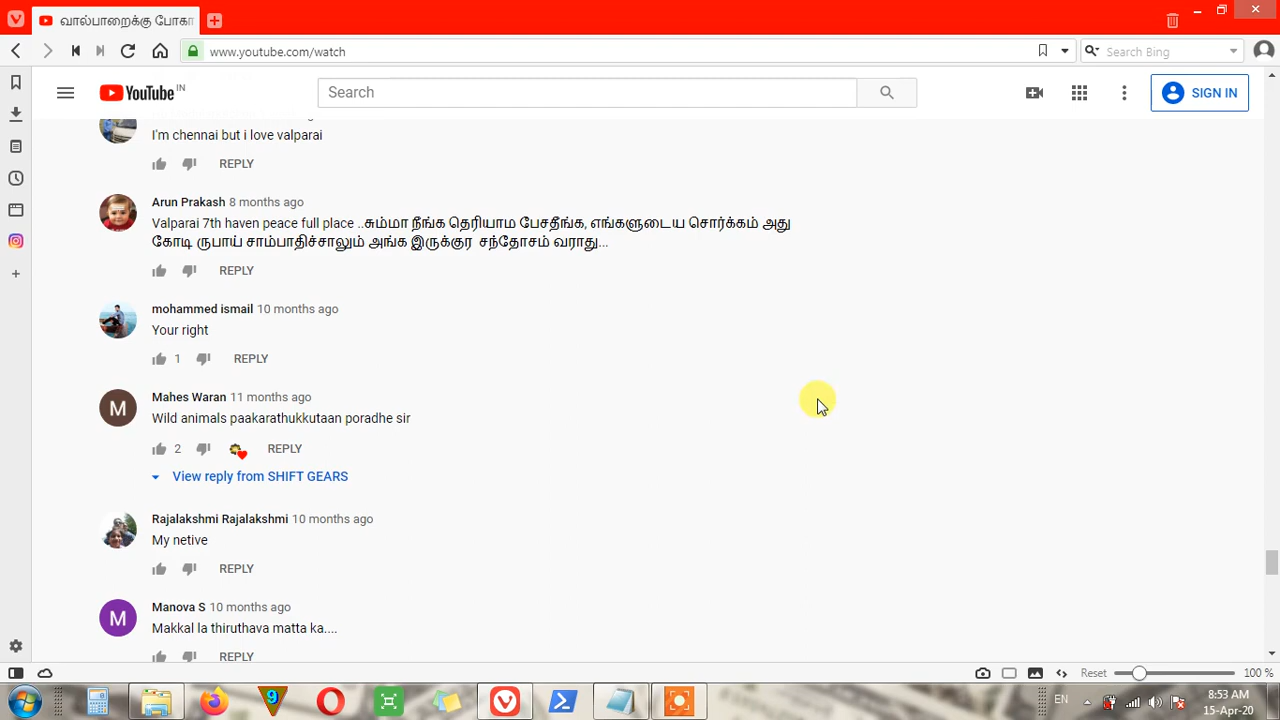 வால்பாறைக்கு போகா
www.youtube.com/watch
Search Bing
YouTube IN
Search
SIGN IN
I'm chennai but i love valparai
REPLY
Arun Prakash 8 months ago
Valparai 7th haven peace full place ..சும்மா நீங்க தெரியாம பேசதீங்க, எங்களுடைய சொர்க்கம் அது
கோடி ருபாய் சாம்பாதிச்சாலும் அங்க இருக்குர சந்தோசம் வராது...
REPLY
mohammed ismail 10 months ago
Your right
1 REPLY
Mahes Waran 11 months ago
Wild animals paakarathukkutaan poradhe sir
2 REPLY
View reply from SHIFT GEARS
Rajalakshmi Rajalakshmi 10 months ago
My netive
REPLY
Manova S 10 months ago
Makkal la thiruthava matta ka....
REPLY
Reset 100 %
EN
8:53 AM
15-Apr-20